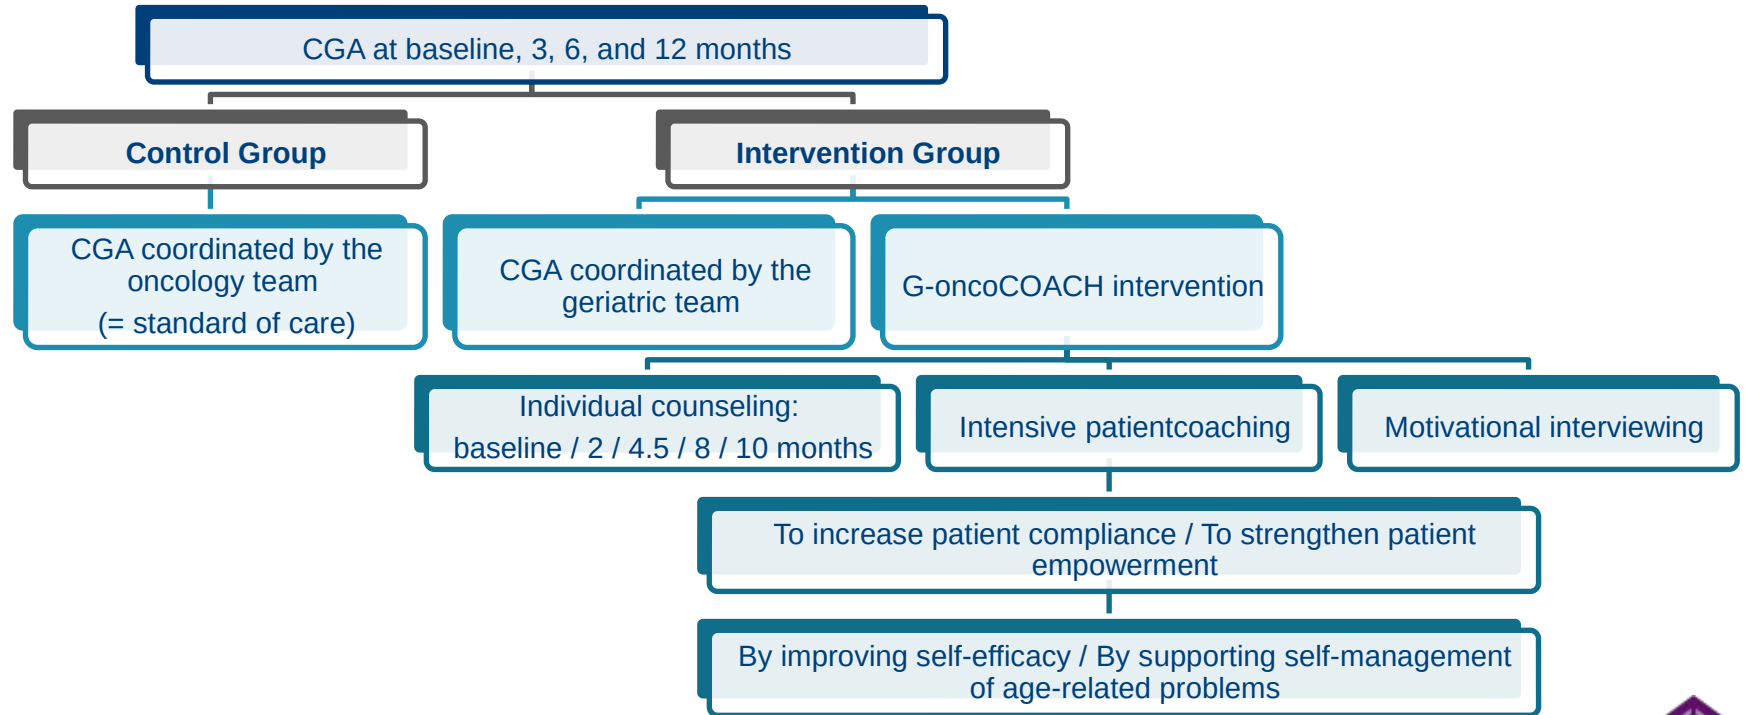 CGA at baseline, 3, 6, and 12 months
Control Group
Intervention Group
CGA coordinated by the
oncology team
(= standard of care)
CGA coordinated by the
geriatric team
G-oncoCOACH intervention
Individual counseling:
baseline / 2 / 4.5 / 8 / 10 months
Intensive patientcoaching
Motivational interviewing
To increase patient compliance / To strengthen patient
empowerment
By improving self-efficacy / By supporting self-management
of age-related problems